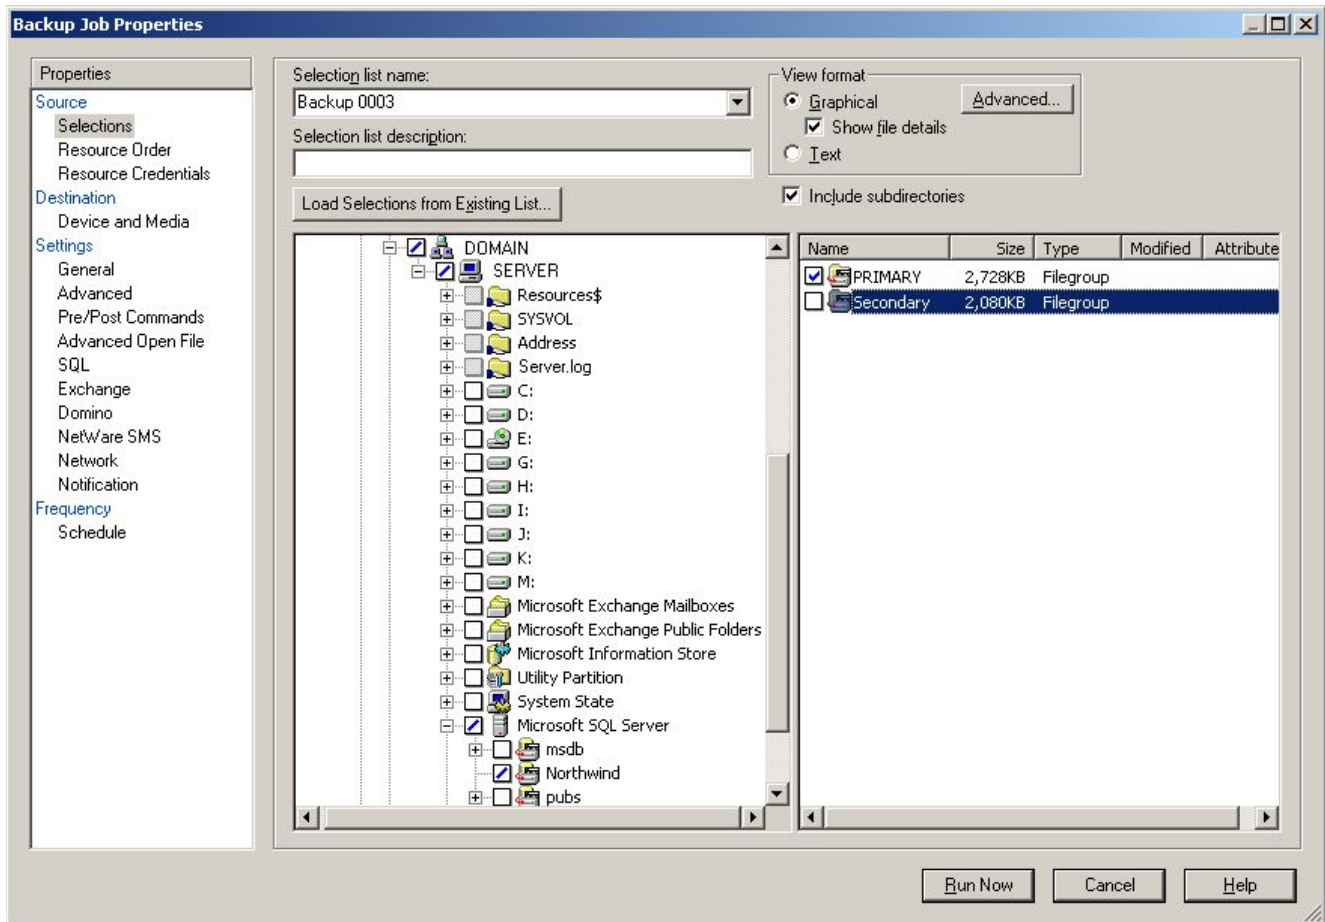 Backup Job Properties
Properties
Source
Selections
Resource Order
Resource Credentials
Destination
Device and Media
Settings
General
Advanced
Pre/Post Commands
Advanced Open File
SQL
Exchange
Domino
NetWare SMS
Network
Notification
Frequency
Schedule
Selection list name:
Backup 0003
Selection list description:
Load Selections from Existing List...
View format
Graphical
Advanced...
Show file details
Text
Include subdirectories
DOMAIN
SERVER
Resources$
SYSVOL
Address
Server.log
C:
D:
E:
G:
H:
I:
J:
K:
M:
Microsoft Exchange Mailboxes
Microsoft Exchange Public Folders
Microsoft Information Store
Utility Partition
System State
Microsoft SQL Server
msdb
Northwind
pubs
Name Size Type Modified Attribute
PRIMARY 2,728KB Filegroup
Secondary 2,080KB Filegroup
Run Now Cancel Help